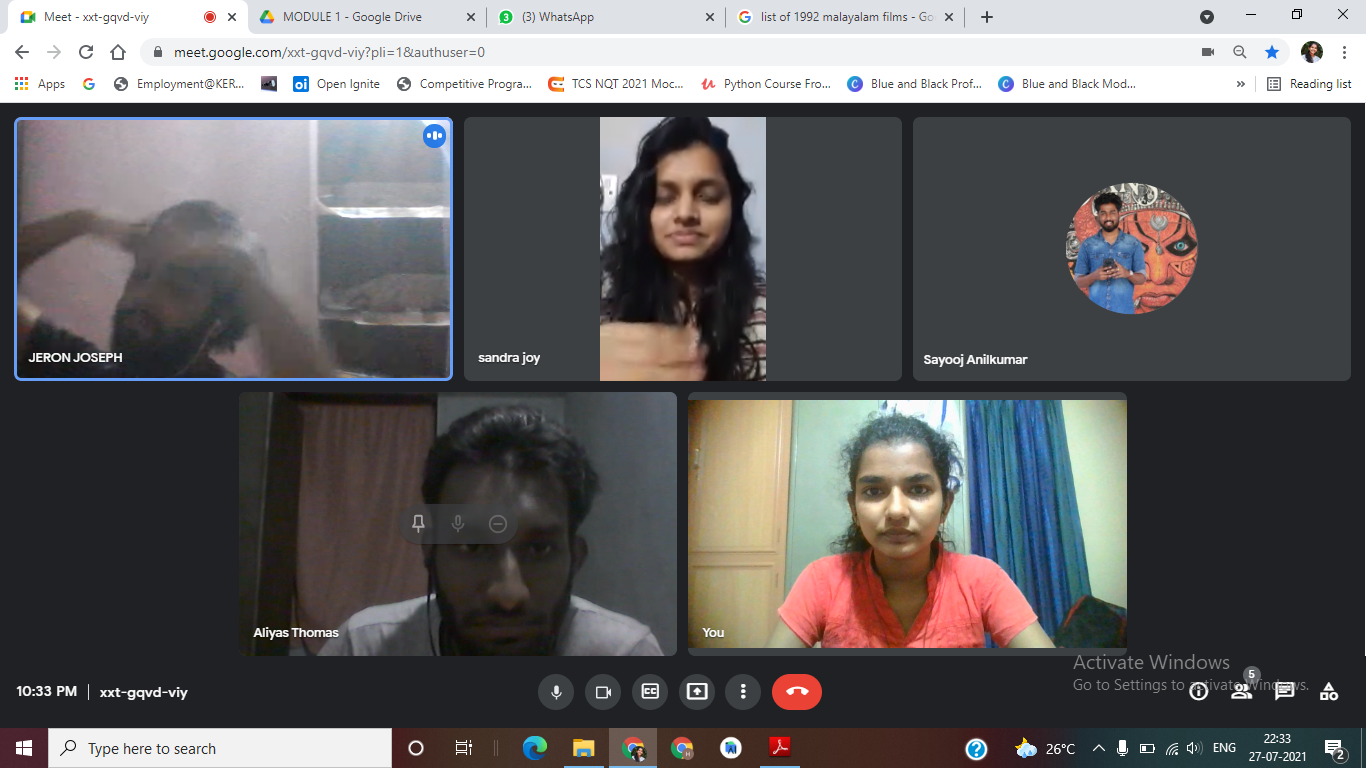 Meet - xxt-gqvd-viy
MODULE 1 - Google Drive
(3) WhatsApp
list of 1992 malayalam films - Go
meet.google.com/xxt-gqvd-viy?pli=1&authuser=0
Apps
Employment@KER...
Open Ignite
Competitive Progra...
TCS NQT 2021 Moc...
Python Course Fro...
Blue and Black Prof...
Blue and Black Mod...
»
Reading list
JERON JOSEPH
sandra joy
Sayooj Anilkumar
Aliyas Thomas
You
Activate Windows
Go to Settings to activate Windows.
10:33 PM | xxt-gqvd-viy
CC
5
Type here to search
26°C
ENG
22:33
27-07-2021
2